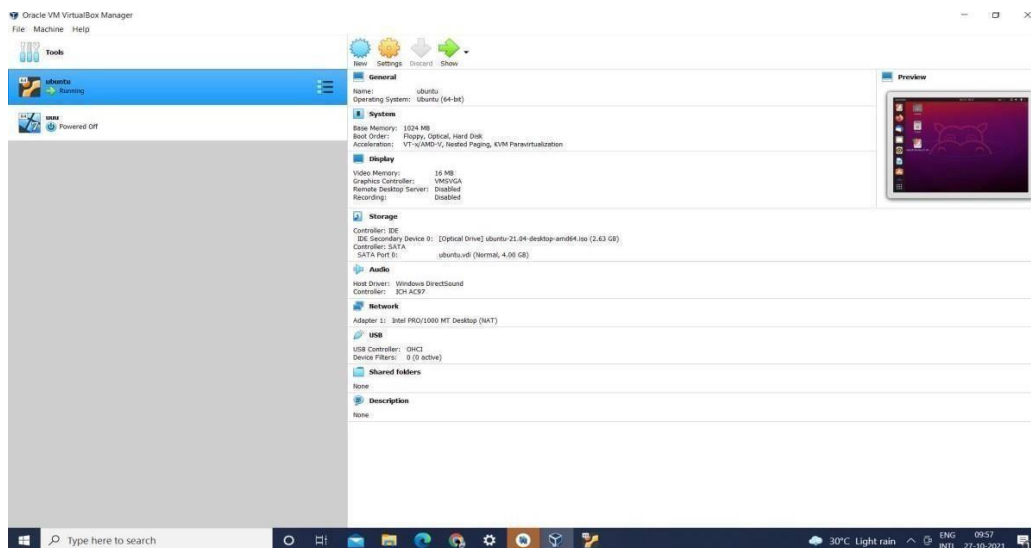 Oracle VM VirtualBox Manager
File Machine Help
Tools
ubuntu
Running
uuu
Powered Off
New Settings Discard Show
General
Name: ubuntu
Operating System: Ubuntu (64-bit)
System
Base Memory: 1024 MB
Boot Order: Floppy, Optical, Hard Disk
Acceleration: VT-x/AMD-V, Nested Paging, KVM Paravirtualization
Display
Video Memory: 16 MB
Graphics Controller: VMSVGA
Remote Desktop Server: Disabled
Recording: Disabled
Storage
Controller: IDE
IDE Secondary Device 0: [Optical Drive] ubuntu-21.04-desktop-amd64.iso (2.63 GB)
Controller: SATA
SATA Port 0: ubuntu.vdi (Normal, 4.00 GB)
Audio
Host Driver: Windows DirectSound
Controller: ICH AC97
Network
Adapter 1: Intel PRO/1000 MT Desktop (NAT)
USB
USB Controller: OHCI
Device Filters: 0 (0 active)
Shared folders
None
Description
None
Preview
Type here to search
30°C Light rain
ENG
INTL
09:57
27-10-2021